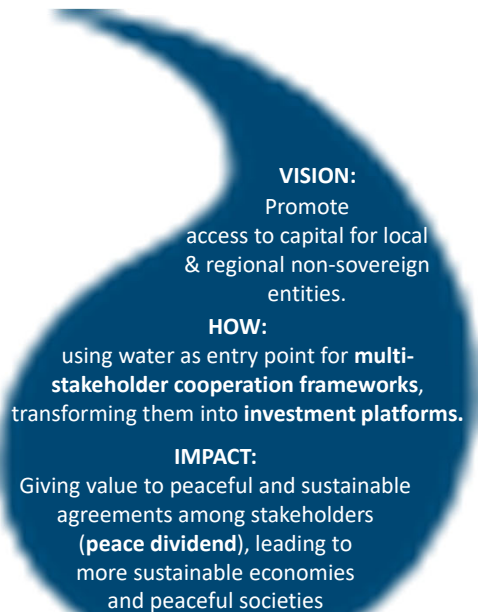 VISION:
Promote
access to capital for local
& regional non-sovereign
entities.
HOW:
using water as entry point for multi-
stakeholder cooperation frameworks,
transforming them into investment platforms.
IMPACT:
Giving value to peaceful and sustainable
agreements among stakeholders
(peace dividend), leading to
more sustainable economies
and peaceful societies